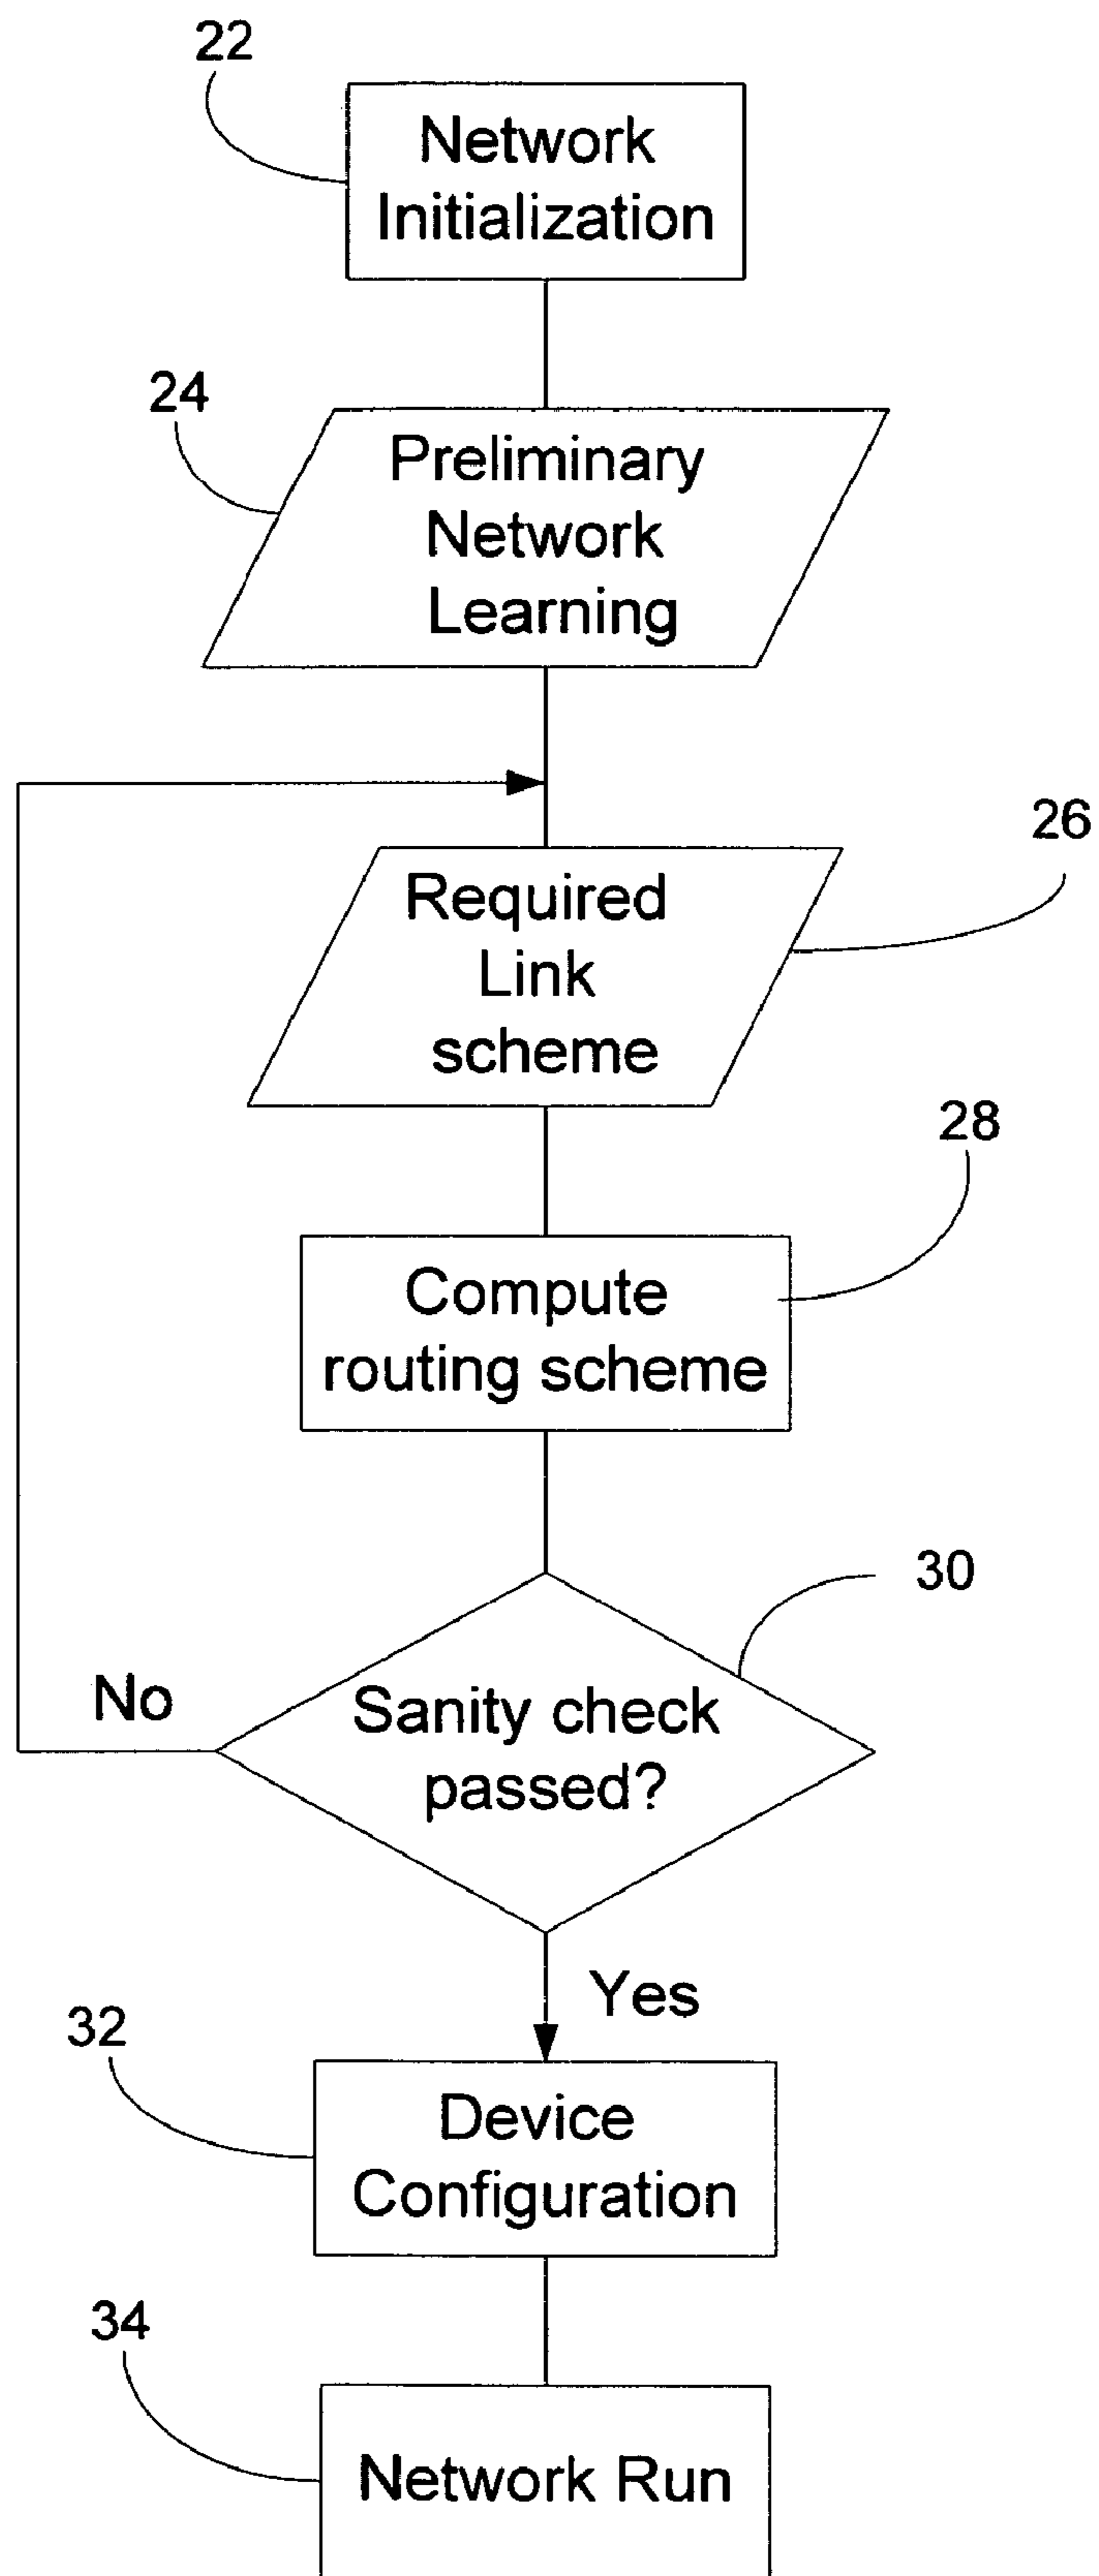 22
Network
Initialization
24
Preliminary
Network
Learning
26
Required
Link
scheme
28
Compute
routing scheme
30
No
Sanity check
passed?
Yes
32
Device
Configuration
34
Network Run